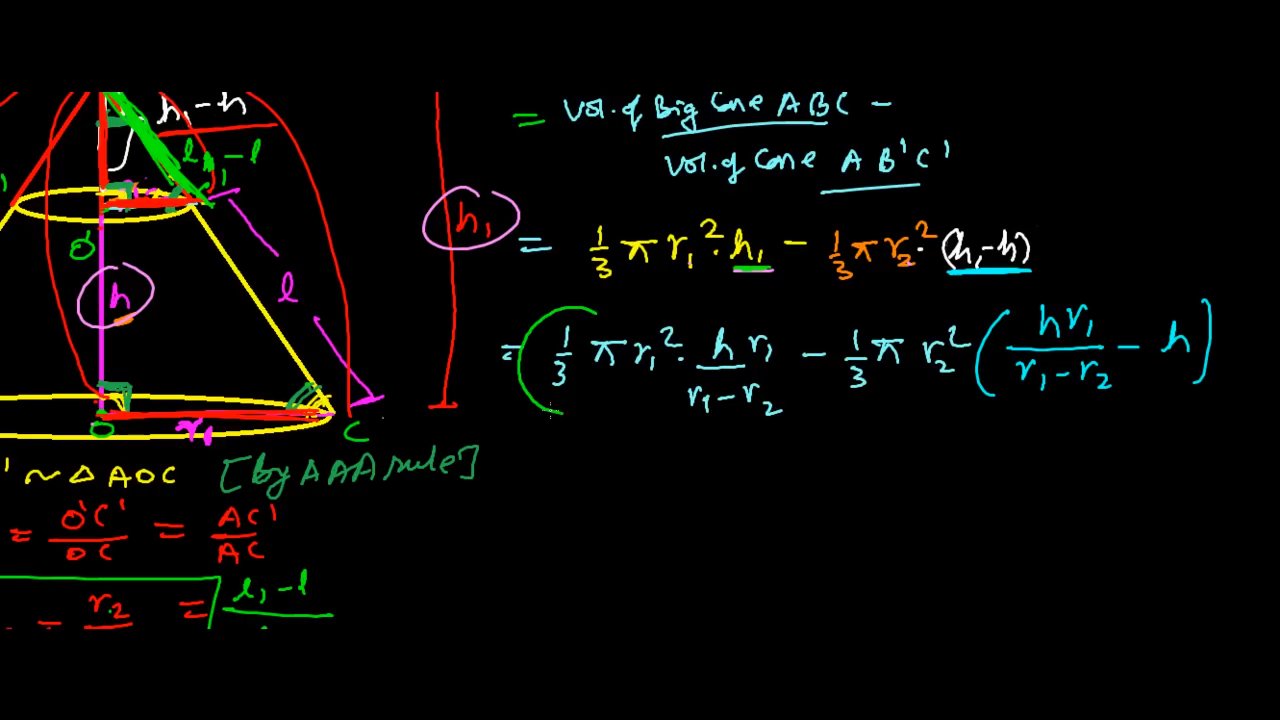 h₁ - h
l₁ - l
O'
h
l
O
r₁
C
h₁
= Vol. of Big Cone ABC -
Vol. of Cone AB'C'
= 1/3 π r₁² · h₁ - 1/3 π r₂² · (h₁-h)
= (1/3 π r₁² · h r₁/(r₁-r₂) - 1/3 π r₂² (h r₁/(r₁-r₂) - h)
' ~ Δ AOC [by AAA rule]
= O'C'/OC = AC'/AC
= r₂ = l₁-l